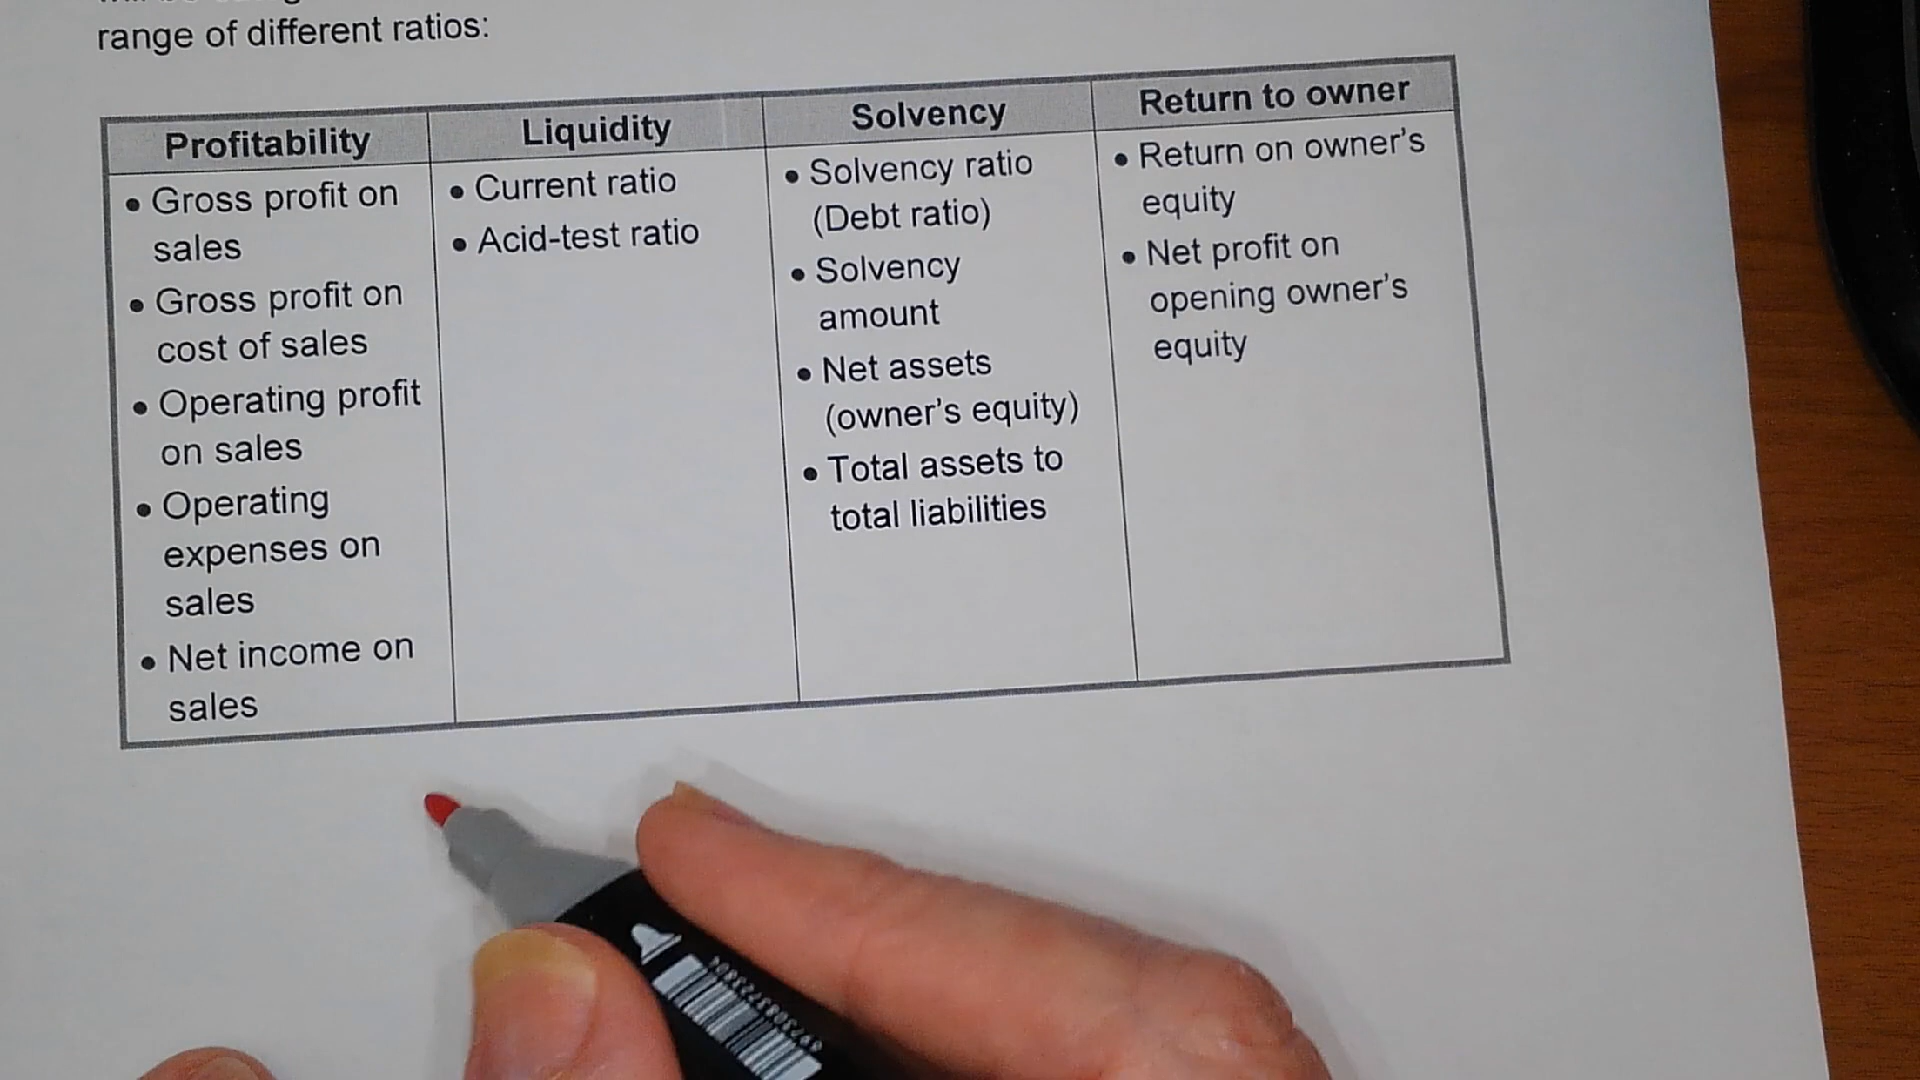 range of different ratios:
Profitability
Liquidity
Solvency
Return to owner
• Gross profit on
sales
• Gross profit on
cost of sales
• Operating profit
on sales
• Operating
expenses on
sales
• Net income on
sales
• Current ratio
• Acid-test ratio
• Solvency ratio
(Debt ratio)
• Solvency
amount
• Net assets
(owner's equity)
• Total assets to
total liabilities
• Return on owner's
equity
• Net profit on
opening owner's
equity